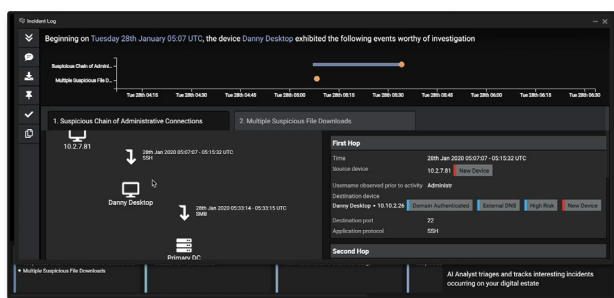 Incident Log
Beginning on Tuesday 28th January 05:07 UTC, the device Danny Desktop exhibited the following events worthy of investigation
Suspicious Chain of Admini...
Multiple Suspicious File D...
Tue 28th 04:15 Tue 28th 04:30 Tue 28th 04:45 Tue 28th 05:00 Tue 28th 05:15 Tue 28th 05:30 Tue 28th 05:45 Tue 28th 06:00 Tue 28th 06:15 Tue 28th 06:30
1. Suspicious Chain of Administrative Connections
2. Multiple Suspicious File Downloads
10.2.7.81
28th Jan 2020 05:07:07 - 05:15:32 UTC
SSH
Danny Desktop
28th Jan 2020 05:33:14 - 05:33:15 UTC
SMB
Primary DC
First Hop
Time 28th Jan 2020 05:07:07 - 05:15:32 UTC
Source device 10.2.7.81 New Device
Username observed prior to activity Administr
Destination device
Danny Desktop • 10.10.2.26 Domain Authenticated External DNS High Risk New Device
Destination port 22
Application protocol SSH
Second Hop
• Multiple Suspicious File Downloads
AI Analyst triages and tracks interesting incidents
occurring on your digital estate